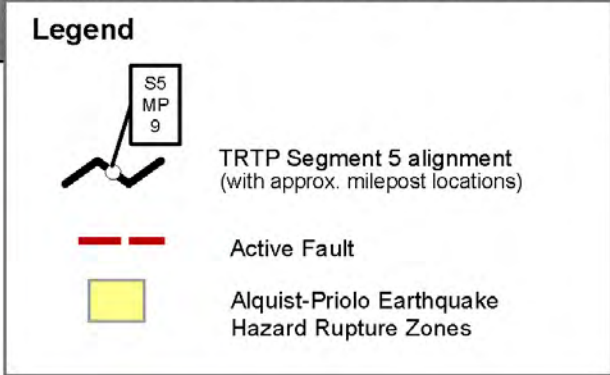 Legend
S5
MP
9
TRTP Segment 5 alignment
(with approx. milepost locations)
Active Fault
Alquist-Priolo Earthquake
Hazard Rupture Zones